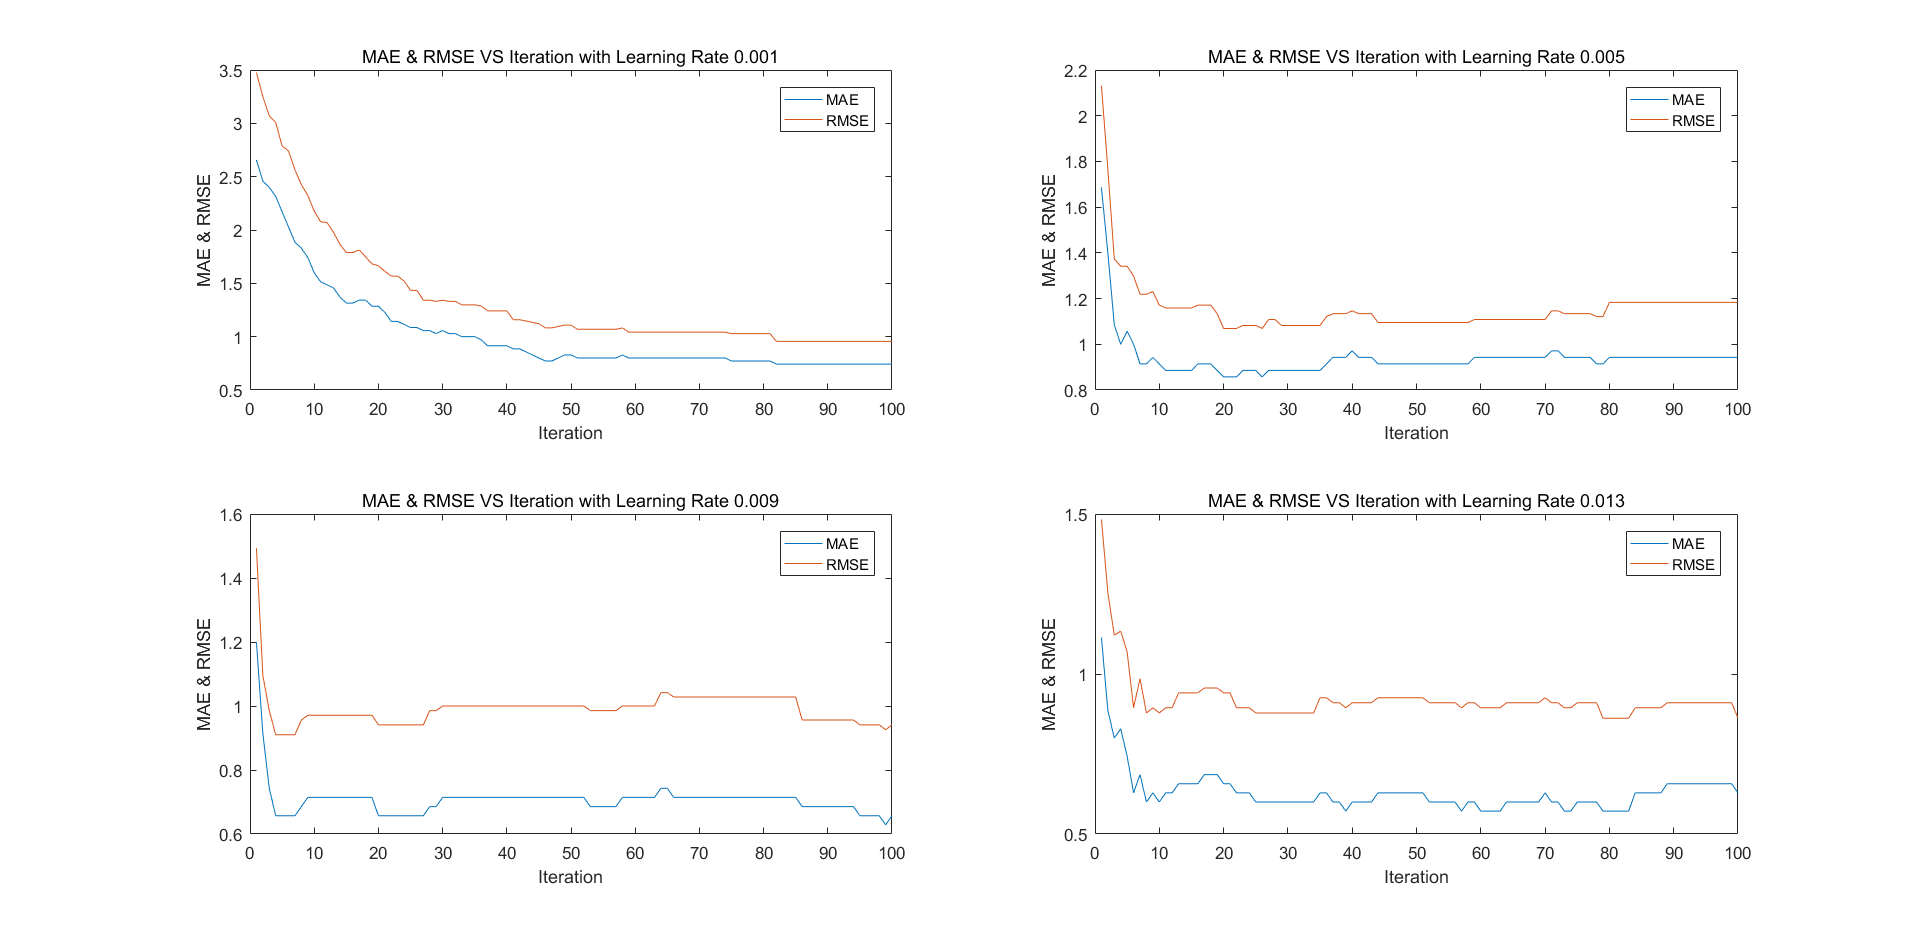 MAE & RMSE VS Iteration with Learning Rate 0.001
3.5
3
2.5
2
1.5
1
0.5
MAE & RMSE
MAE
RMSE
0 10 20 30 40 50 60 70 80 90 100
Iteration
MAE & RMSE VS Iteration with Learning Rate 0.005
2.2
2
1.8
1.6
1.4
1.2
1
0.8
MAE & RMSE
MAE
RMSE
0 10 20 30 40 50 60 70 80 90 100
Iteration
MAE & RMSE VS Iteration with Learning Rate 0.009
1.6
1.4
1.2
1
0.8
0.6
MAE & RMSE
MAE
RMSE
0 10 20 30 40 50 60 70 80 90 100
Iteration
MAE & RMSE VS Iteration with Learning Rate 0.013
1.5
1
0.5
MAE & RMSE
MAE
RMSE
0 10 20 30 40 50 60 70 80 90 100
Iteration